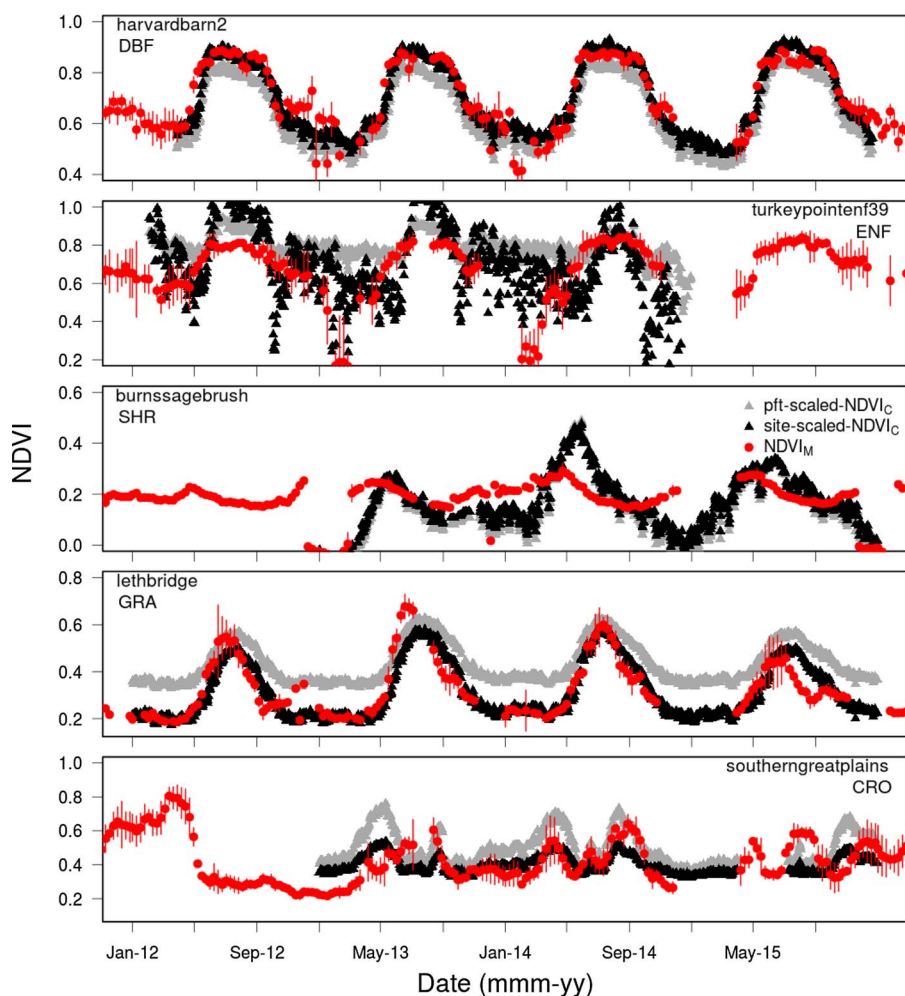 harvardbarn2
DBF
1.0
0.8
0.6
0.4
turkeypointenf39
ENF
1.0
0.8
0.6
0.4
0.2
burnssagebrush
SHR
0.6
0.4
0.2
0.0
pft-scaled-NDVI_C
site-scaled-NDVI_C
NDVI_M
NDVI
lethbridge
GRA
0.8
0.6
0.4
0.2
southerngreatplains
CRO
1.0
0.8
0.6
0.4
0.2
Jan-12 Sep-12 May-13 Jan-14 Sep-14 May-15
Date (mmm-yy)